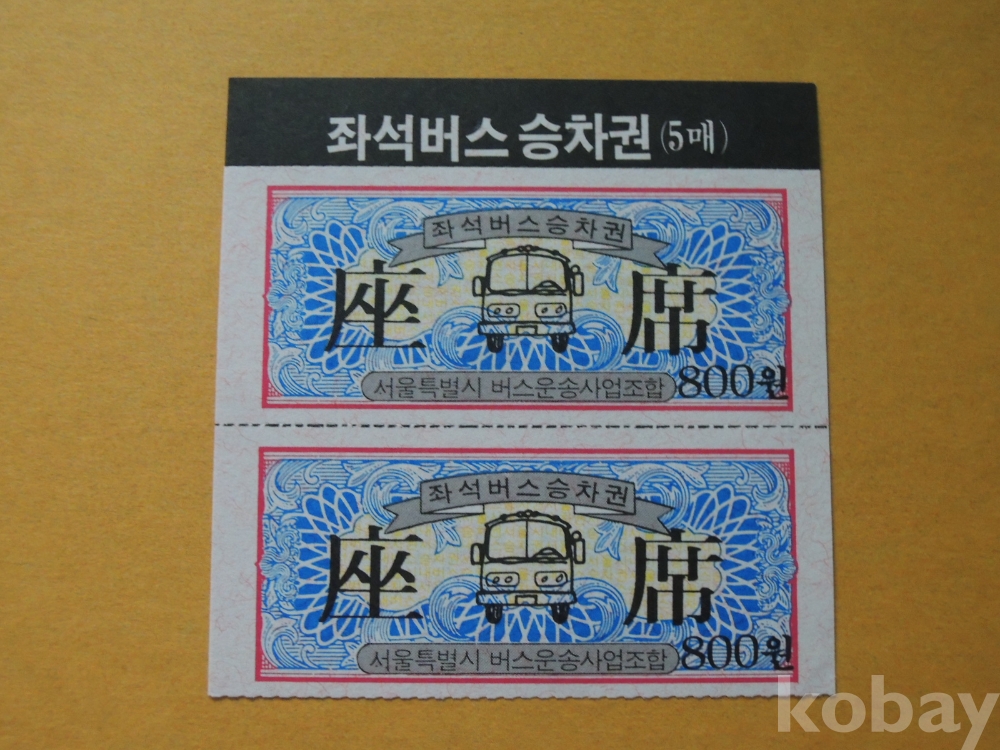 좌석버스 승차권 (5매)
좌석버스승차권
座 席
서울특별시 버스운송사업조합 800원
좌석버스승차권
座 席
서울특별시 버스운송사업조합 800원
kobay